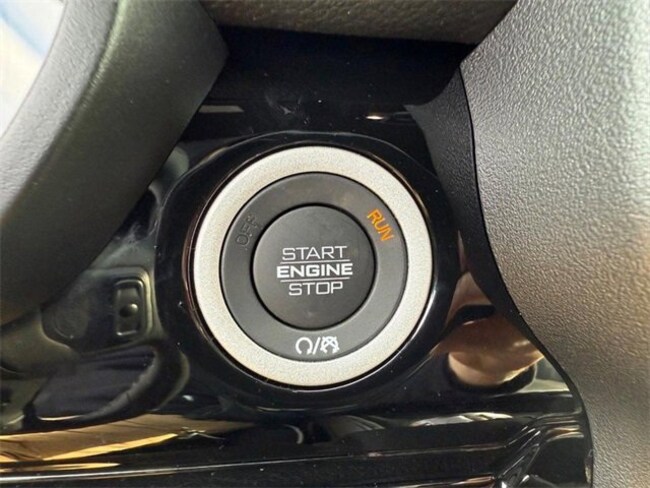 OFF
RUN
START
ENGINE
STOP
/